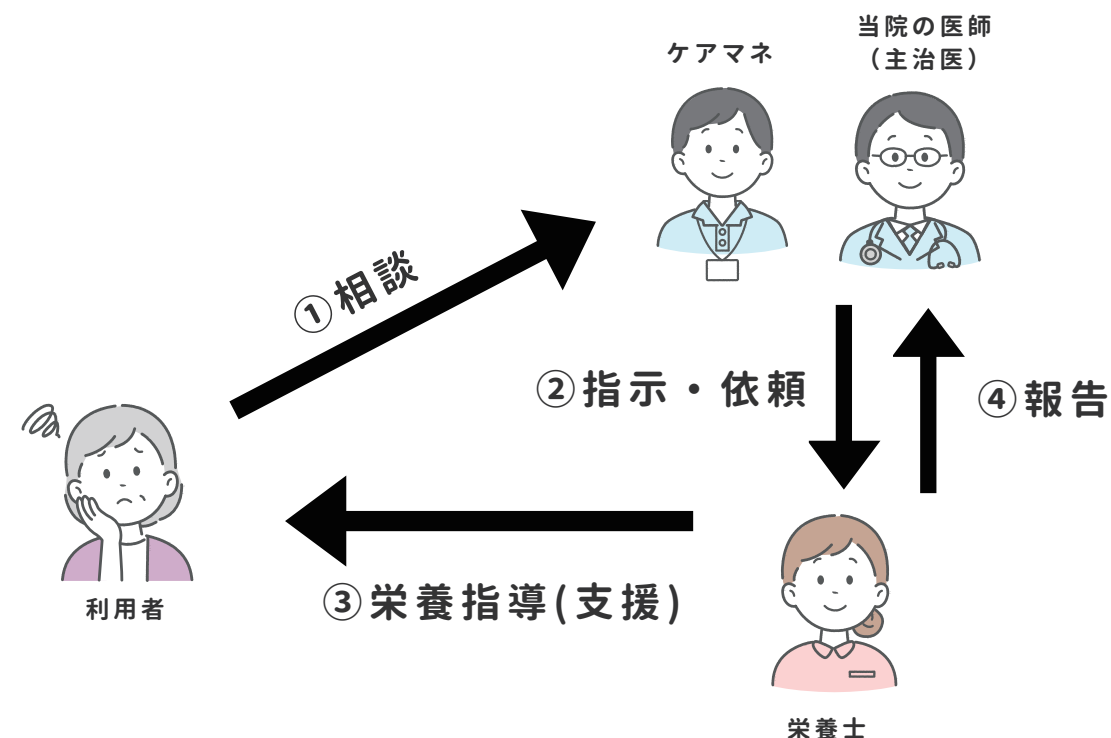 ケアマネ
当院の医師
（主治医）
①相談
②指示・依頼
④報告
③栄養指導(支援)
利用者
栄養士